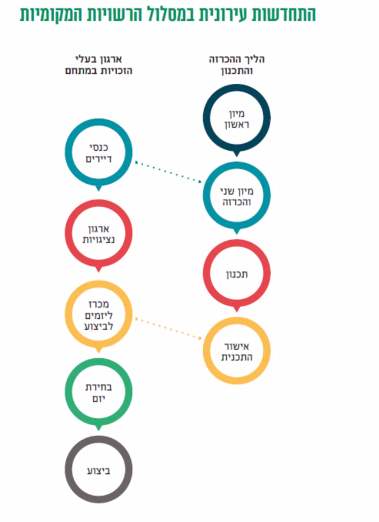 התחדשות עירונית במסלול הרשויות המקומיות
הליך ההכרזה
והתכנון
מיון
ראשון
מיון שני
והכרזה
תכנון
אישור
התכנית
ארגון בעלי
הזכויות במתחם
כנסי
דיירים
ארגון
נציגויות
מכרז
ליזמים
לביצוע
בחירת
יזם
ביצוע